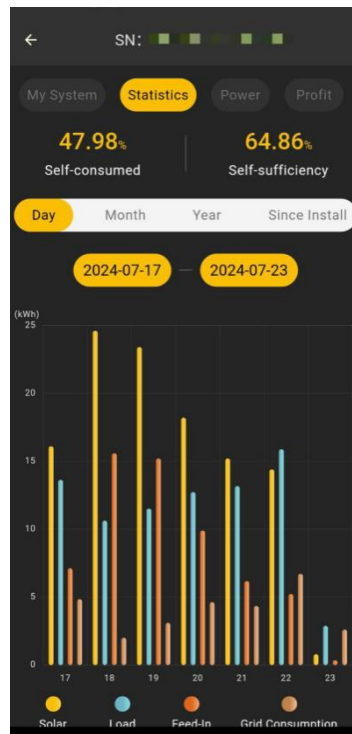 ← SN:
My System Statistics Power Profit
47.98% 64.86%
Self-consumed Self-sufficiency
Day Month Year Since Install
2024-07-17 — 2024-07-23
(kWh)
25
20
15
10
5
0
17 18 19 20 21 22 23
Solar Load Feed-In Grid Consumption